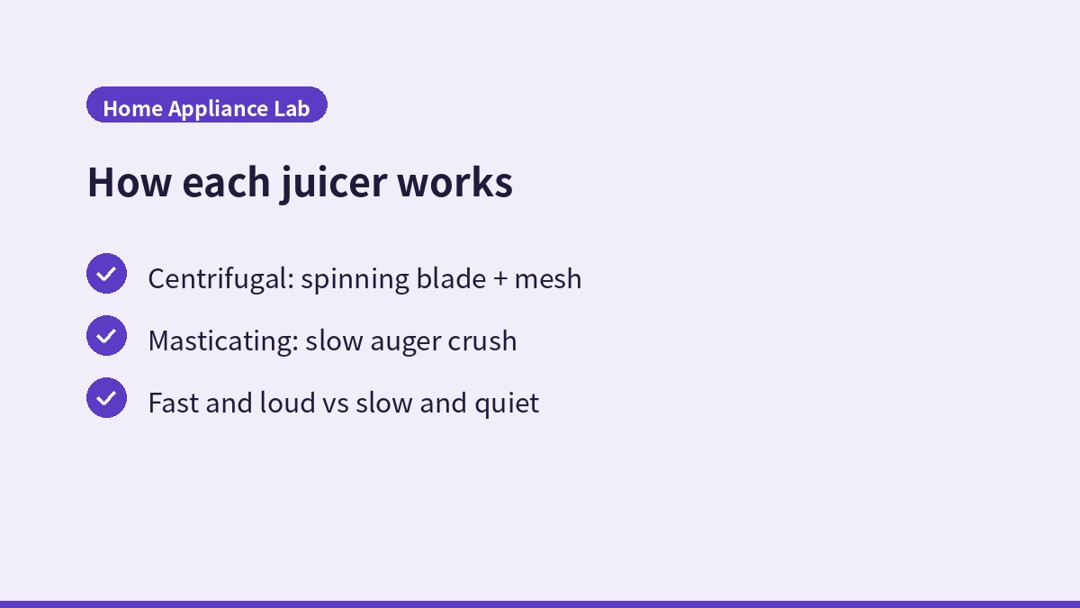 Home Appliance Lab
How each juicer works
Centrifugal: spinning blade + mesh
Masticating: slow auger crush
Fast and loud vs slow and quiet